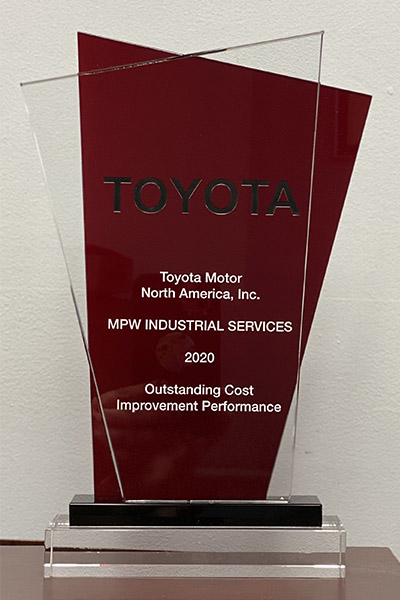 TOYOTA
Toyota Motor
North America, Inc.
MPW INDUSTRIAL SERVICES
2020
Outstanding Cost
Improvement Performance